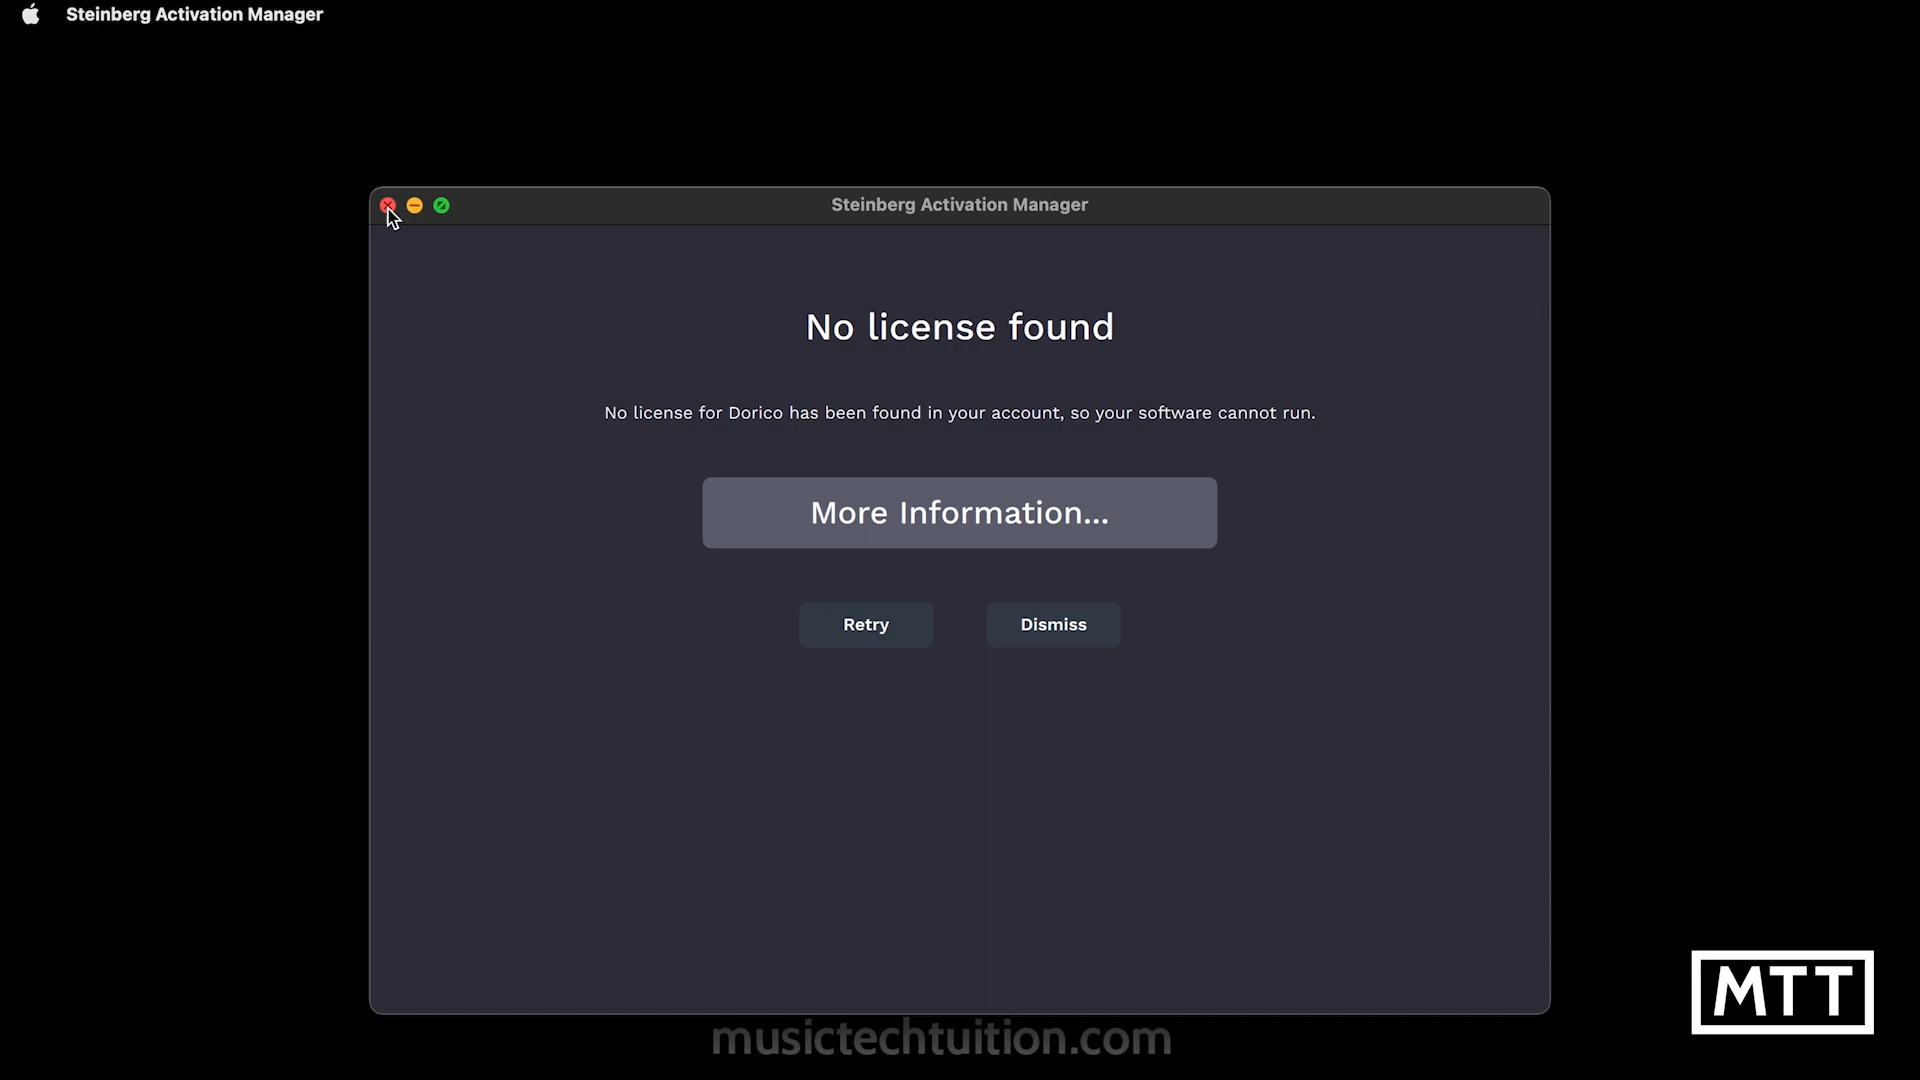 Steinberg Activation Manager
Steinberg Activation Manager
No license found
No license for Dorico has been found in your account, so your software cannot run.
More Information...
Retry
Dismiss
MTT
musictechtuition.com